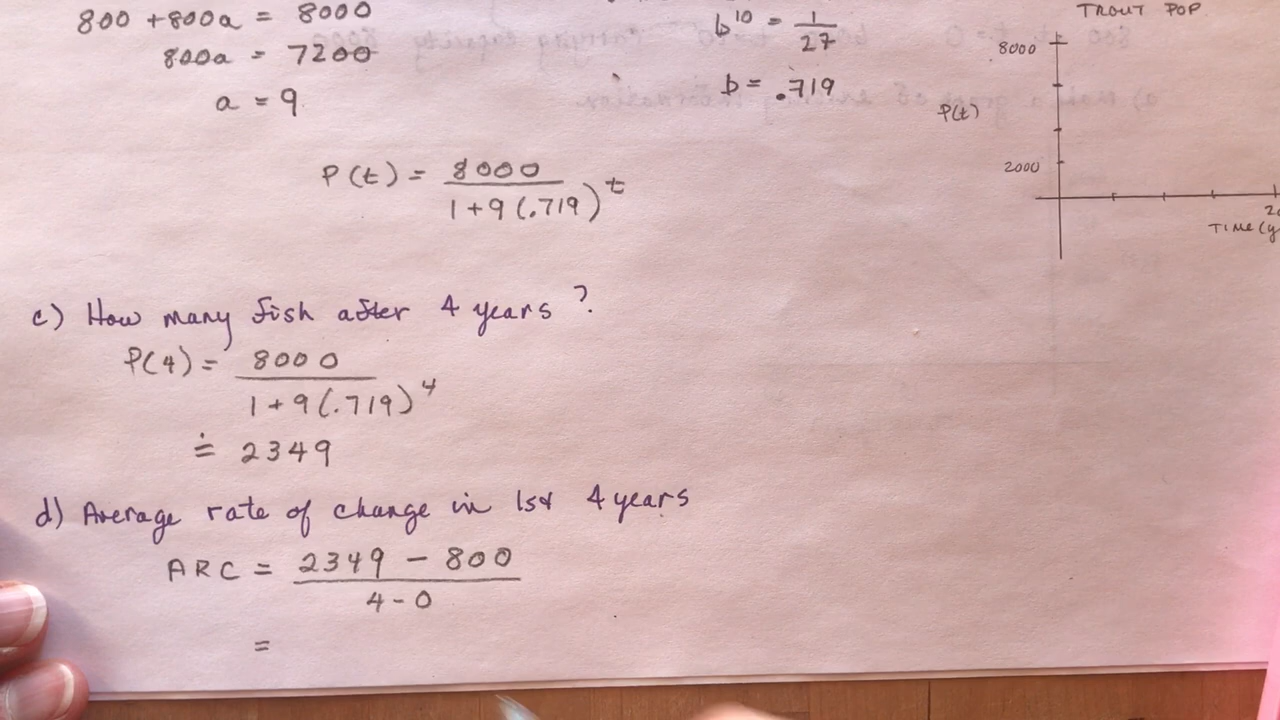 800 + 800a = 8000
800a = 7200
a = 9
b^10 = 1/27
b = .719
TROUT POP
8000
P(t)
2000
TIME (y
P(t) = 8000 / 1+9(.719)^t
c) How many fish after 4 years?
P(4) = 8000 / 1+9(.719)^4
≐ 2349
d) Average rate of change in 1st 4 years
ARC = 2349 - 800 / 4-0
=